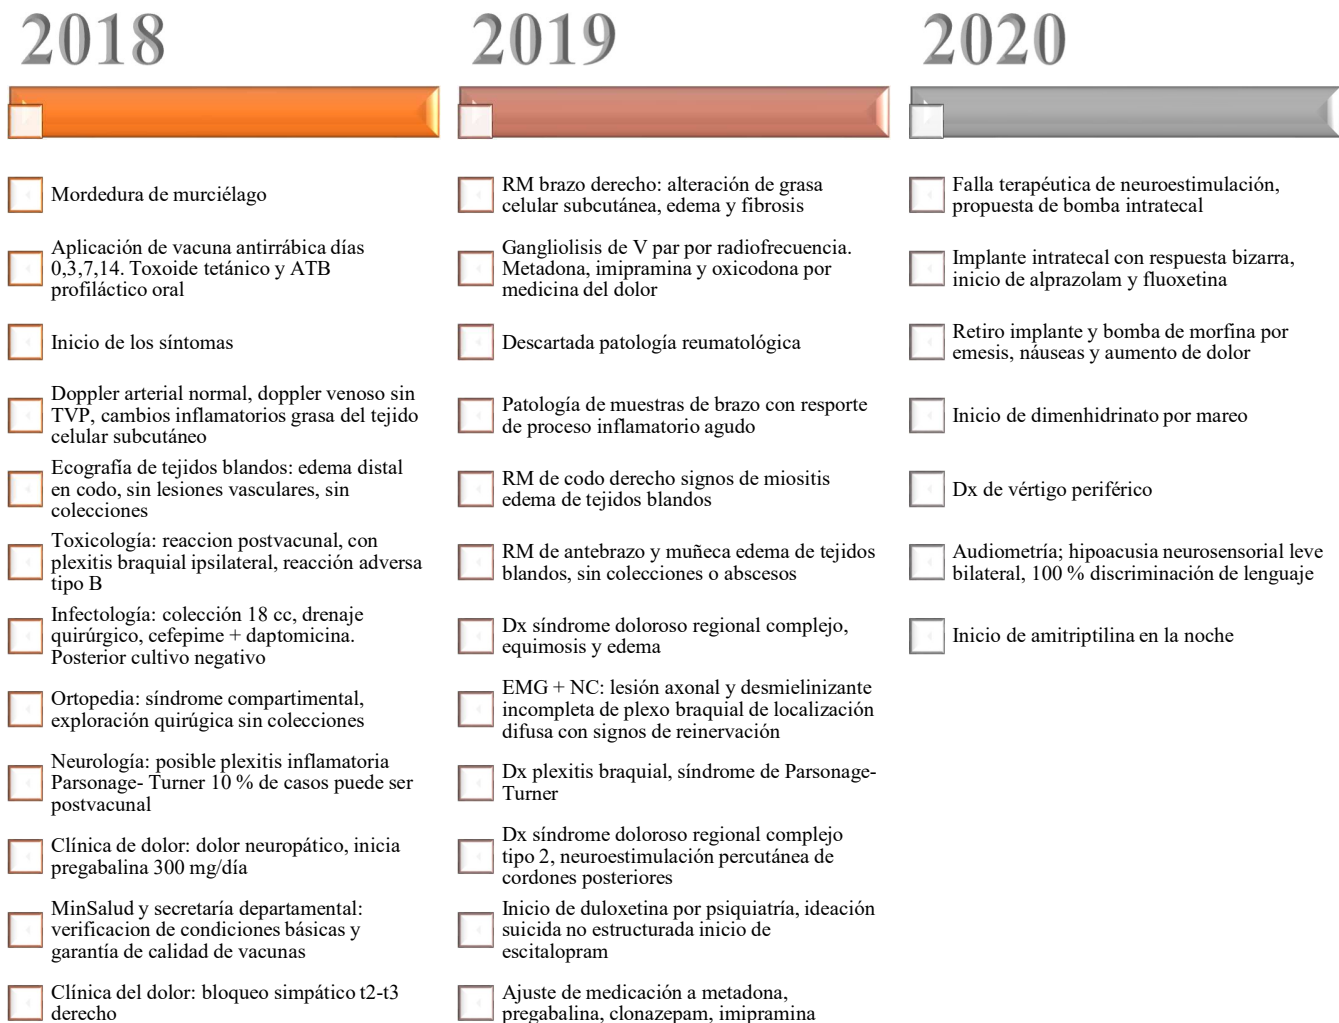 2018
Mordedura de murciélago
Aplicación de vacuna antirrábica días
0,3,7,14. Toxoide tetánico y ATB
profiláctico oral
Inicio de los síntomas
Doppler arterial normal, doppler venoso sin
TVP, cambios inflamatorios grasa del tejido
celular subcutáneo
Ecografía de tejidos blandos: edema distal
en codo, sin lesiones vasculares, sin
colecciones
Toxicología: reaccion postvacunal, con
plexitis braquial ipsilateral, reacción adversa
tipo B
Infectología: colección 18 cc, drenaje
quirúrgico, cefepime + daptomicina.
Posterior cultivo negativo
Ortopedia: síndrome compartimental,
exploración quirúgica sin colecciones
Neurología: posible plexitis inflamatoria
Parsonage- Turner 10 % de casos puede ser
postvacunal
Clínica de dolor: dolor neuropático, inicia
pregabalina 300 mg/día
MinSalud y secretaría departamental:
verificacion de condiciones básicas y
garantía de calidad de vacunas
Clínica del dolor: bloqueo simpático t2-t3
derecho
2019
RM brazo derecho: alteración de grasa
celular subcutánea, edema y fibrosis
Gangliolisis de V par por radiofrecuencia.
Metadona, imipramina y oxicodona por
medicina del dolor
Descartada patología reumatológica
Patología de muestras de brazo con resporte
de proceso inflamatorio agudo
RM de codo derecho signos de miositis
edema de tejidos blandos
RM de antebrazo y muñeca edema de tejidos
blandos, sin colecciones o abscesos
Dx síndrome doloroso regional complejo,
equimosis y edema
EMG + NC: lesión axonal y desmielinizante
incompleta de plexo braquial de localización
difusa con signos de reinervación
Dx plexitis braquial, síndrome de Parsonage-
Turner
Dx síndrome doloroso regional complejo
tipo 2, neuroestimulación percutánea de
cordones posteriores
Inicio de duloxetina por psiquiatría, ideación
suicida no estructurada inicio de
escitalopram
Ajuste de medicación a metadona,
pregabalina, clonazepam, imipramina
2020
Falla terapéutica de neuroestimulación,
propuesta de bomba intratecal
Implante intratecal con respuesta bizarra,
inicio de alprazolam y fluoxetina
Retiro implante y bomba de morfina por
emesis, náuseas y aumento de dolor
Inicio de dimenhidrinato por mareo
Dx de vértigo periférico
Audiometría; hipoacusia neurosensorial leve
bilateral, 100 % discriminación de lenguaje
Inicio de amitriptilina en la noche